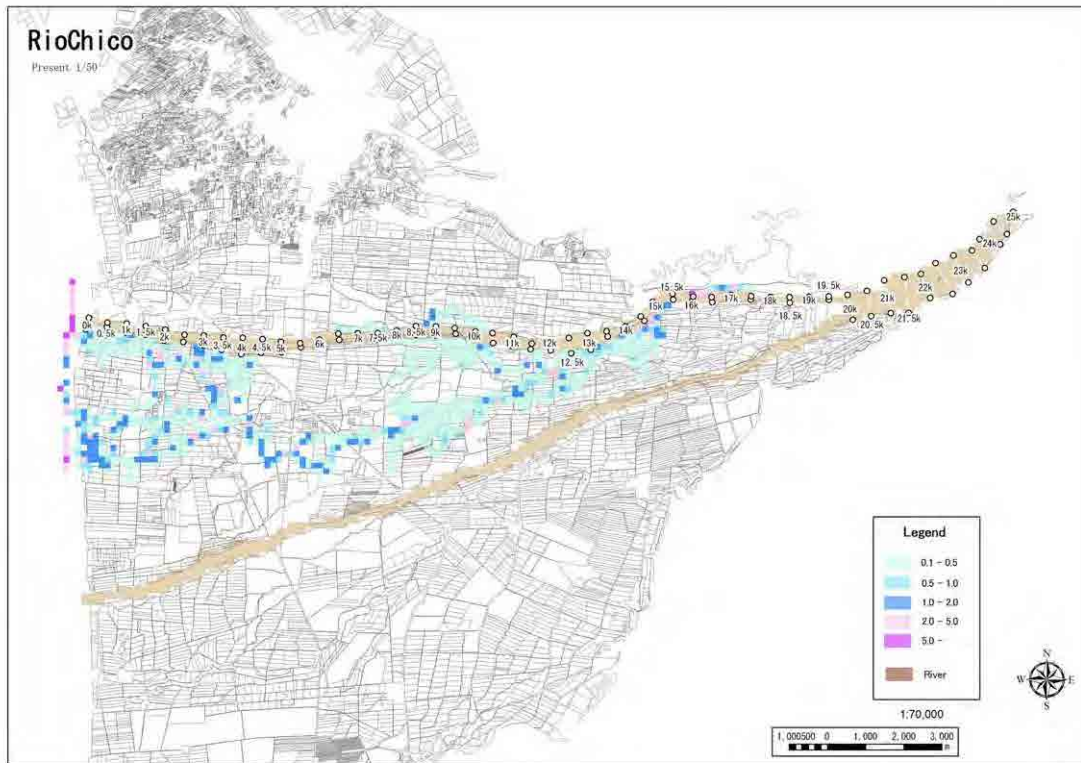 RioChico
Present 1/50
25k
24k
23k
22k
21k
21.5k
20.5k
20k
19.5k
19k
18.5k
18k
17k
16k
15.5k
15k
14k
13k
12.5k
12k
11k
10k
9k
8.5k
8k
7.5k
7k
6k
5k
4.5k
4k
3.5k
3k
2k
1.5k
1k
0.5k
0k
Legend
0.1 - 0.5
0.5 - 1.0
1.0 - 2.0
2.0 - 5.0
5.0 -
River
N
W E
S
1:70,000
1,000500 0 1,000 2,000 3,000
m